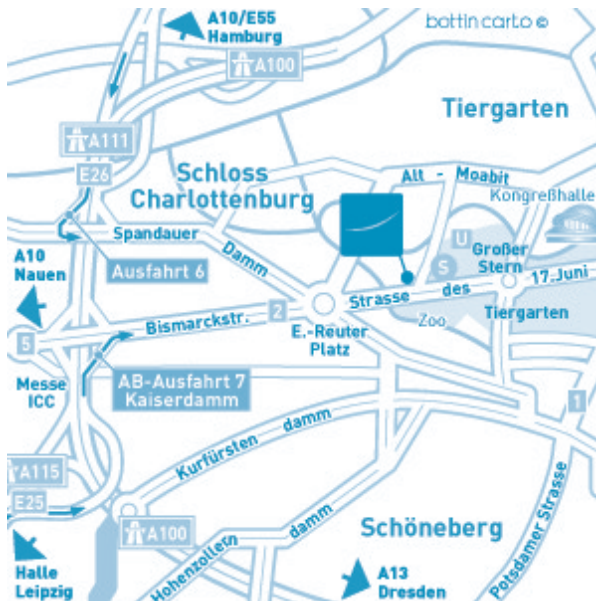 A10/E55
Hamburg
bottin carto ©
A100
Tiergarten
A111
E26
Schloss
Charlottenburg
Alt - Moabit
Kongreßhalle
Spandauer
Damm
U
Großer
Stern
A10
Nauen
Ausfahrt 6
S
17.Juni
Strasse des
2
Bismarckstr.
Tiergarten
E.-Reuter
Platz
Zoo
5
Messe
ICC
AB-Ausfahrt 7
Kaiserdamm
1
Kurfürsten damm
A115
E25
A100
Potsdamer Strasse
Schöneberg
Hohenzollern damm
Halle
Leipzig
A13
Dresden